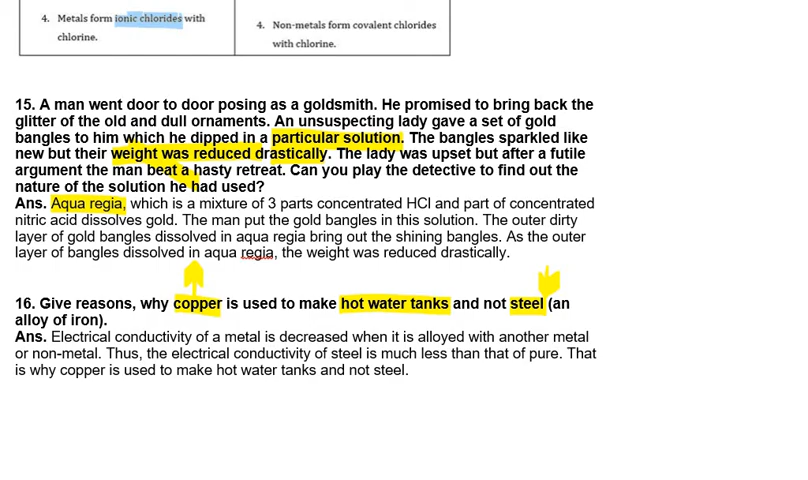 4. Metals form ionic chlorides with
chlorine.
4. Non-metals form covalent chlorides
with chlorine.
15. A man went door to door posing as a goldsmith. He promised to bring back the
glitter of the old and dull ornaments. An unsuspecting lady gave a set of gold
bangles to him which he dipped in a particular solution. The bangles sparkled like
new but their weight was reduced drastically. The lady was upset but after a futile
argument the man beat a hasty retreat. Can you play the detective to find out the
nature of the solution he had used?
Ans. Aqua regia, which is a mixture of 3 parts concentrated HCl and part of concentrated
nitric acid dissolves gold. The man put the gold bangles in this solution. The outer dirty
layer of gold bangles dissolved in aqua regia bring out the shining bangles. As the outer
layer of bangles dissolved in aqua regia, the weight was reduced drastically.
16. Give reasons, why copper is used to make hot water tanks and not steel (an
alloy of iron).
Ans. Electrical conductivity of a metal is decreased when it is alloyed with another metal
or non-metal. Thus, the electrical conductivity of steel is much less than that of pure. That
is why copper is used to make hot water tanks and not steel.